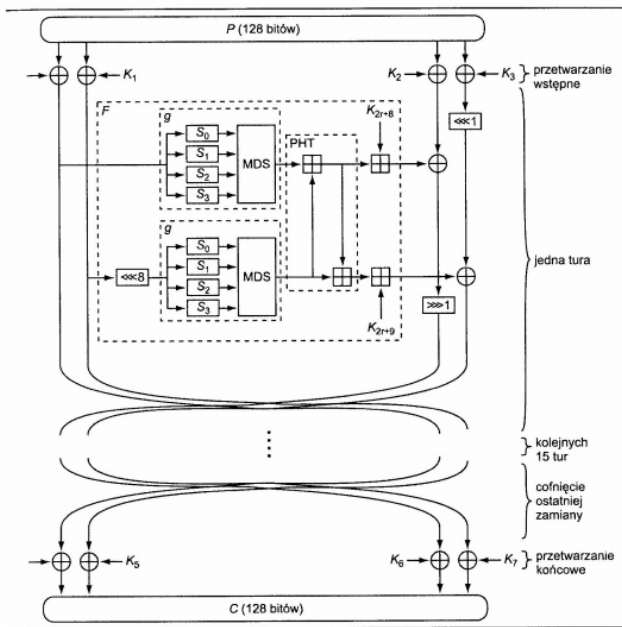 P (128 bitów)
K₁
K₂
K₃
przetwarzanie
wstępne
F
g
S₀
S₁
S₂
S₃
MDS
PHT
K₂ᵣ₊₈
<<<1
jedna tura
<<<8
g
S₀
S₁
S₂
S₃
MDS
K₂ᵣ₊₉
>>>1
kolejnych
15 tur
cofnięcie
ostatniej
zamiany
K₅
K₆
K₇
przetwarzanie
końcowe
C (128 bitów)